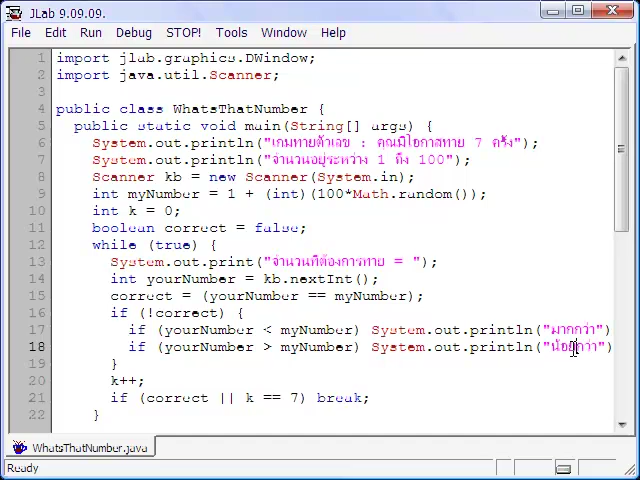 JLab 9.09.09.
File Edit Run Debug STOP! Tools Window Help
1 import jlab.graphics.DWindow;
2 import java.util.Scanner;
3
4 public class WhatsThatNumber {
5 public static void main(String[] args) {
6 System.out.println("เกมทายตัวเลข : คุณมีโอกาสทาย 7 ครั้ง");
7 System.out.println("จำนวนอยู่ระหว่าง 1 ถึง 100");
8 Scanner kb = new Scanner(System.in);
9 int myNumber = 1 + (int)(100*Math.random());
10 int k = 0;
11 boolean correct = false;
12 while (true) {
13 System.out.print("จำนวนที่ต้องการทาย = ");
14 int yourNumber = kb.nextInt();
15 correct = (yourNumber == myNumber);
16 if (!correct) {
17 if (yourNumber < myNumber) System.out.println("มากกว่า")
18 if (yourNumber > myNumber) System.out.println("น้อยกว่า")
19 }
20 k++;
21 if (correct || k == 7) break;
22 }
WhatsThatNumber.java
Ready